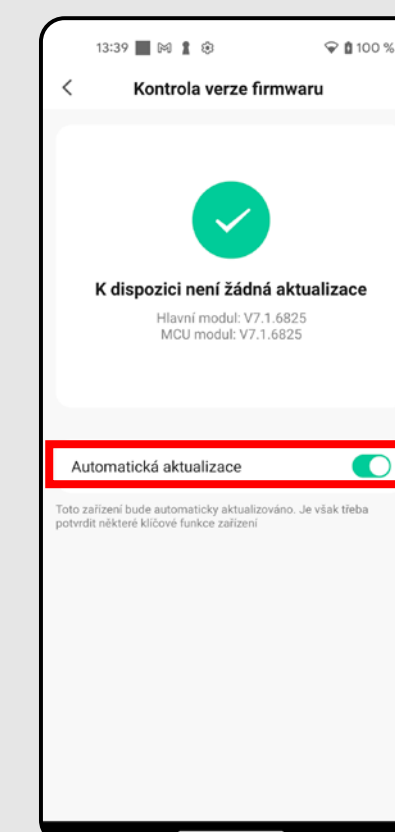 13:39 100 %
Kontrola verze firmwaru
K dispozici není žádná aktualizace
Hlavní modul: V7.1.6825
MCU modul: V7.1.6825
Automatická aktualizace
Toto zařízení bude automaticky aktualizováno. Je však třeba
potvrdit některé klíčové funkce zařízení